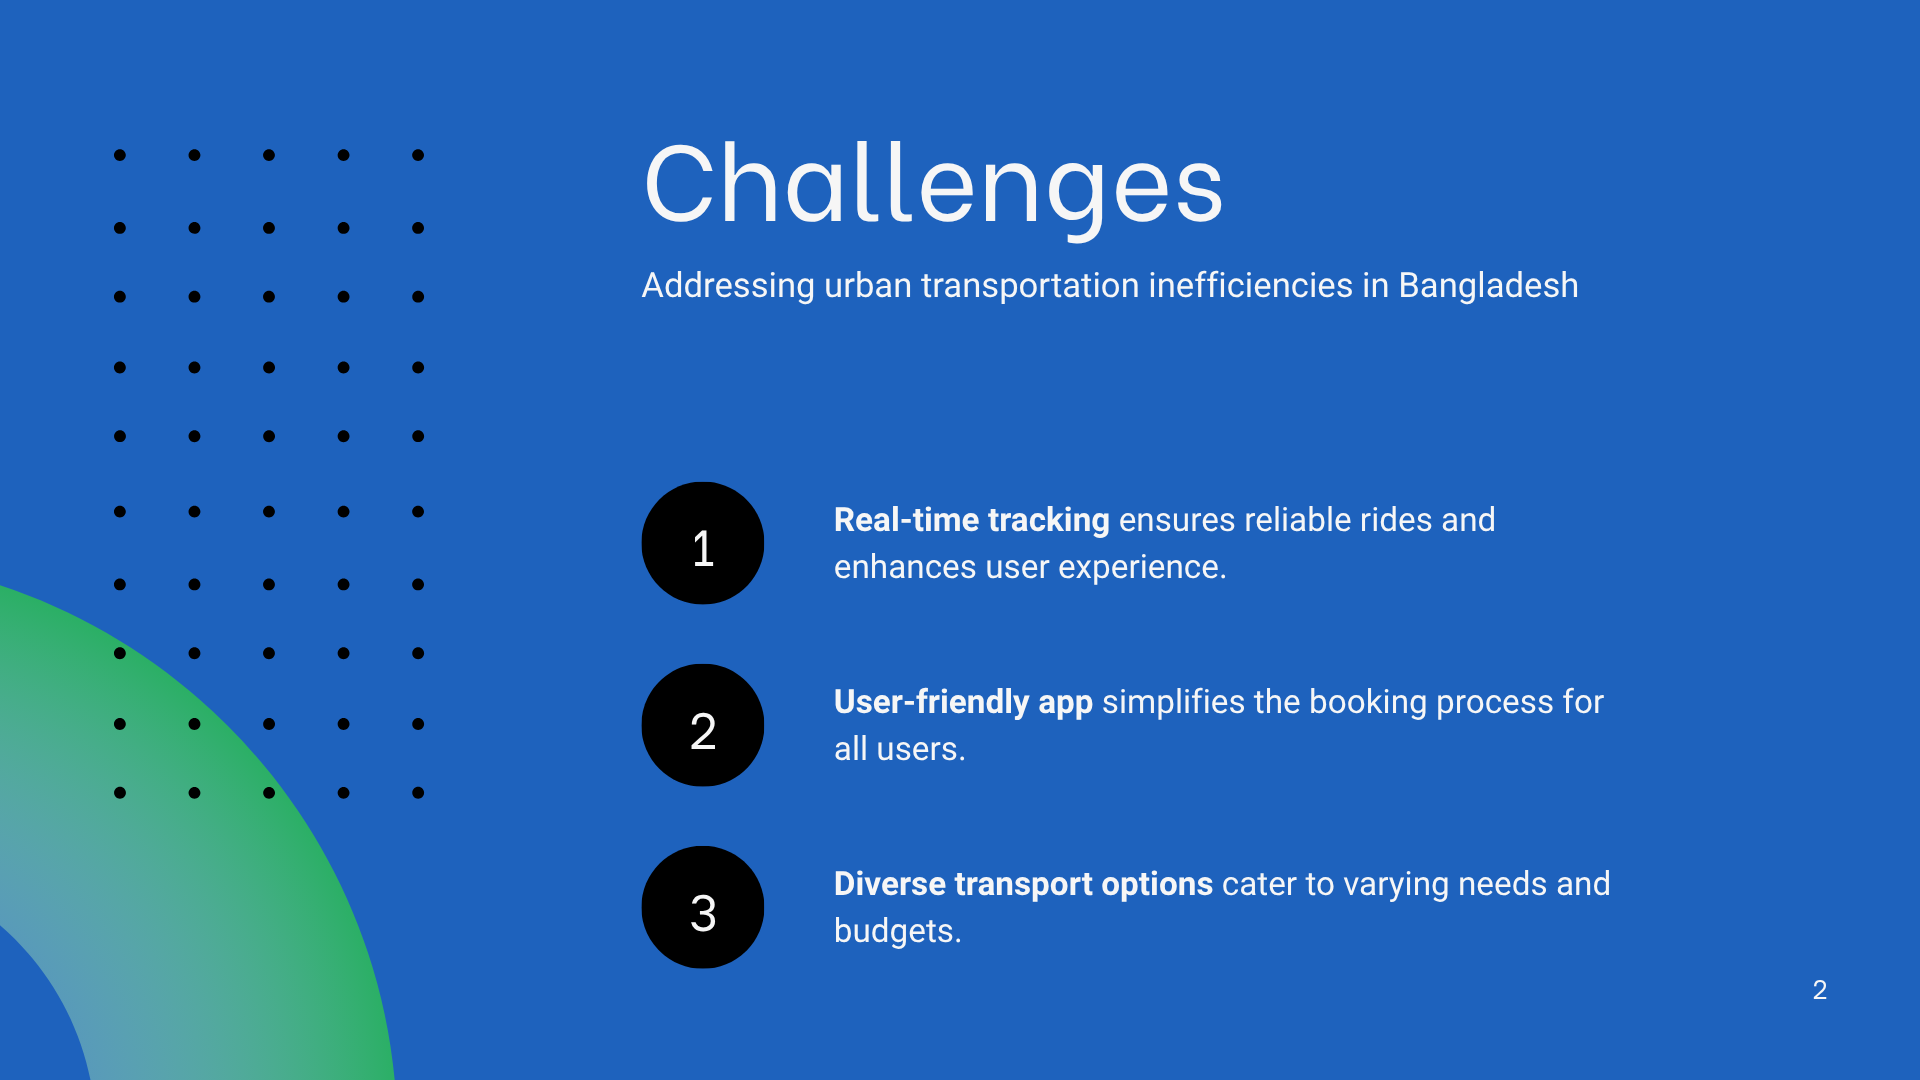 Challenges
Addressing urban transportation inefficiencies in Bangladesh
1
Real-time tracking ensures reliable rides and
enhances user experience.
2
User-friendly app simplifies the booking process for
all users.
3
Diverse transport options cater to varying needs and
budgets.
2